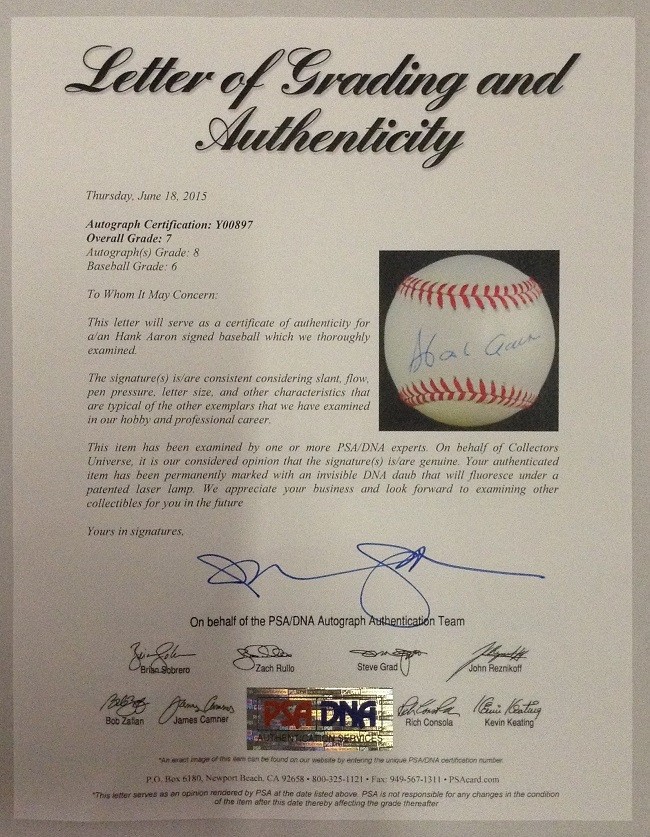 Letter of Grading and
Authenticity
Thursday, June 18, 2015
Autograph Certification: Y00897
Overall Grade: 7
Autograph(s) Grade: 8
Baseball Grade: 6
To Whom It May Concern:
This letter will serve as a certificate of authenticity for
a/an Hank Aaron signed baseball which we thoroughly
examined.
The signature(s) is/are consistent considering slant, flow,
pen pressure, letter size, and other characteristics that
are typical of the other exemplars that we have examined
in our hobby and professional career.
Hank Aaron
This item has been examined by one or more PSA/DNA experts. On behalf of Collectors
Universe, it is our considered opinion that the signature(s) is/are genuine. Your authenticated
item has been permanently marked with an invisible DNA daub that will fluoresce under a
patented laser lamp. We appreciate your business and look forward to examining other
collectibles for you in the future
Yours in signatures,
On behalf of the PSA/DNA Autograph Authentication Team
Brian Sobrero Zach Rullo Steve Grad John Reznikoff
Bob Zafian James Camner Rich Consola Kevin Keating
PSA DNA
AUTHENTICATION SERVICES
*An exact image of this item can be found on our website by entering the unique PSA/DNA certification number.
P.O. Box 6180, Newport Beach, CA 92658 • 800-325-1121 • Fax: 949-567-1311 • PSAcard.com
*This letter serves as an opinion rendered by PSA at the date listed above. PSA is not responsible for any changes in the condition
of the item after this date thereby affecting the grade thereafter